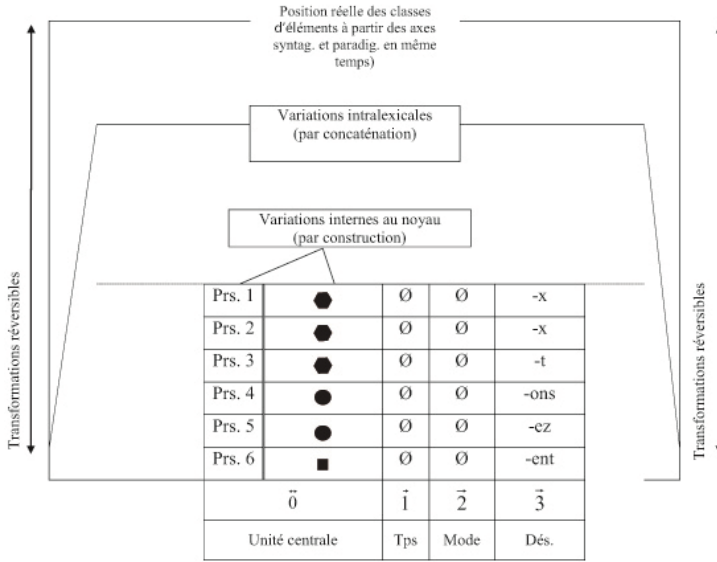 Position réelle des classes
d'éléments à partir des axes
syntag. et paradig. en même
temps)
Variations intralexicales
(par concaténation)
Variations internes au noyau
(par construction)
Transformations réversibles
Transformations réversibles
Prs. 1 Ø Ø -x
Prs. 2 Ø Ø -x
Prs. 3 Ø Ø -t
Prs. 4 Ø Ø -ons
Prs. 5 Ø Ø -ez
Prs. 6 Ø Ø -ent
0 1 2 3
Unité centrale Tps Mode Dés.